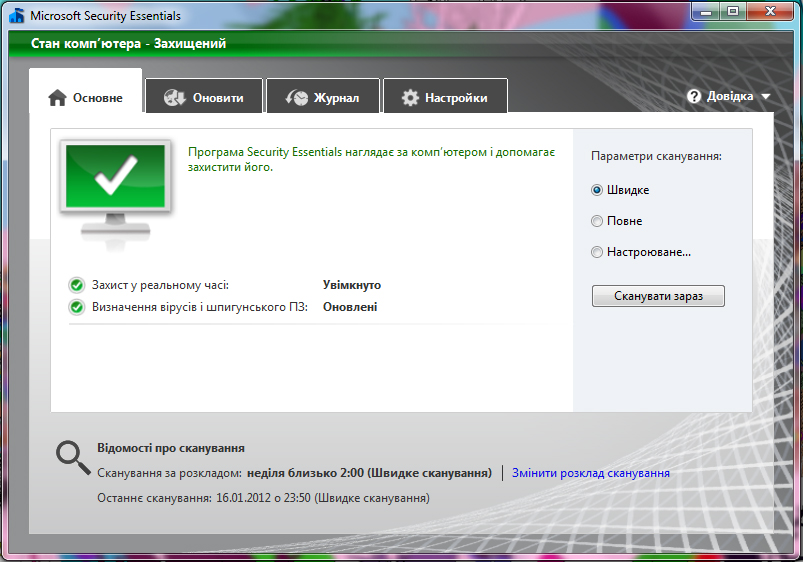 Microsoft Security Essentials
Стан комп'ютера - Захищений
Основне
Оновити
Журнал
Настройки
Довідка
Програма Security Essentials наглядає за комп'ютером і допомагає
захистити його.
Захист у реальному часі: Увімкнуто
Визначення вірусів і шпигунського ПЗ: Оновлені
Параметри сканування:
Швидке
Повне
Настроюване...
Сканувати зараз
Відомості про сканування
Сканування за розкладом: неділя близько 2:00 (Швидке сканування) | Змінити розклад сканування
Останнє сканування: 16.01.2012 о 23:50 (Швидке сканування)